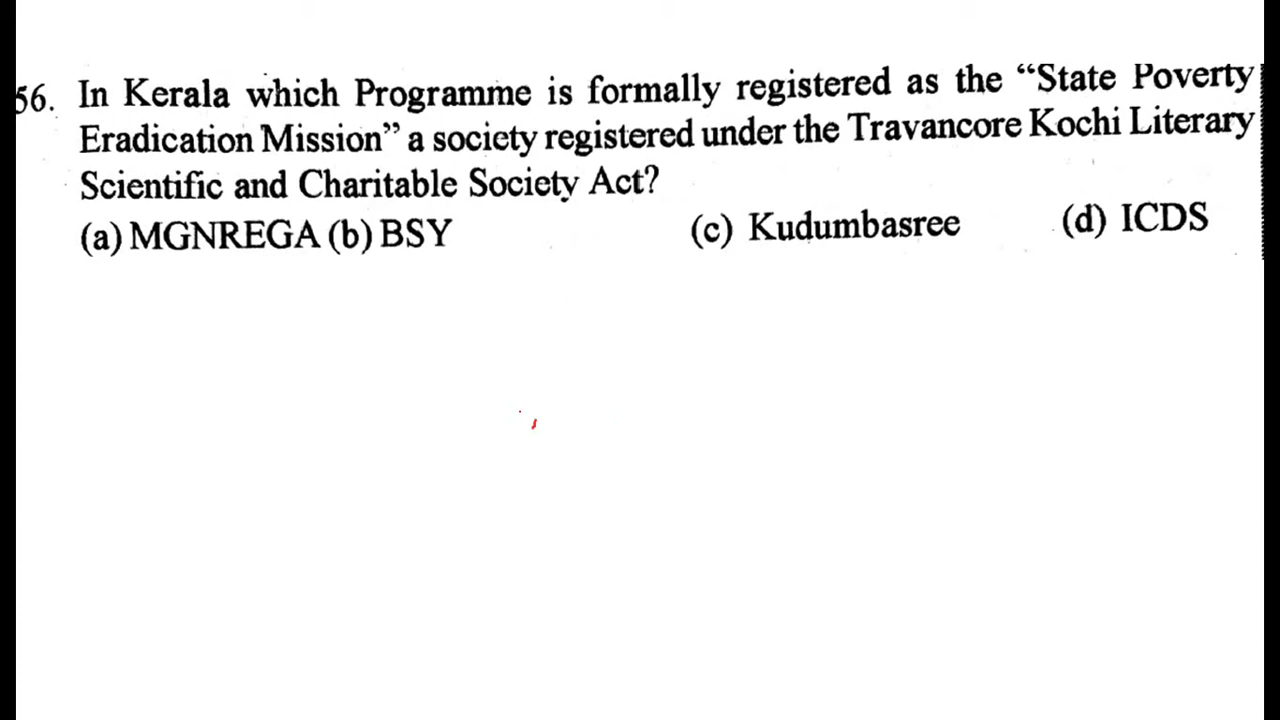 56. In Kerala which Programme is formally registered as the “State Poverty
Eradication Mission” a society registered under the Travancore Kochi Literary
Scientific and Charitable Society Act?
(a) MGNREGA (b) BSY (c) Kudumbasree (d) ICDS